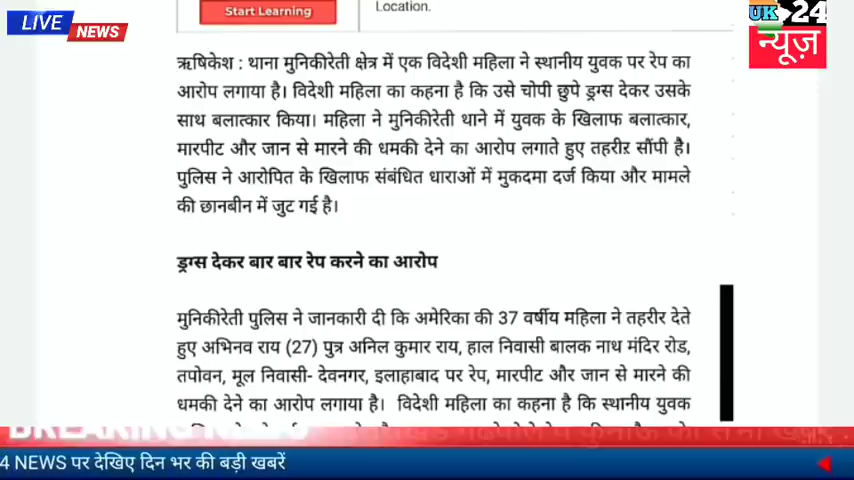 LIVE
NEWS
Start Learning
Location.
UK 24
न्यूज़
ऋषिकेश : थाना मुनिकीरेती क्षेत्र में एक विदेशी महिला ने स्थानीय युवक पर रेप का
आरोप लगाया है। विदेशी महिला का कहना है कि उसे चोपी छुपे ड्रग्स देकर उसके
साथ बलात्कार किया। महिला ने मुनिकीरेती थाने में युवक के खिलाफ बलात्कार,
मारपीट और जान से मारने की धमकी देने का आरोप लगाते हुए तहरीर सौंपी है।
पुलिस ने आरोपित के खिलाफ संबंधित धाराओं में मुकदमा दर्ज किया और मामले
की छानबीन में जुट गई है।
ड्रग्स देकर बार बार रेप करने का आरोप
मुनिकीरेती पुलिस ने जानकारी दी कि अमेरिका की 37 वर्षीय महिला ने तहरीर देते
हुए अभिनव राय (27) पुत्र अनिल कुमार राय, हाल निवासी बालक नाथ मंदिर रोड,
तपोवन, मूल निवासी- देवनगर, इलाहाबाद पर रेप, मारपीट और जान से मारने की
धमकी देने का आरोप लगाया है। विदेशी महिला का कहना है कि स्थानीय युवक
BREAKING NEWS
4 NEWS पर देखिए दिन भर की बड़ी खबरें